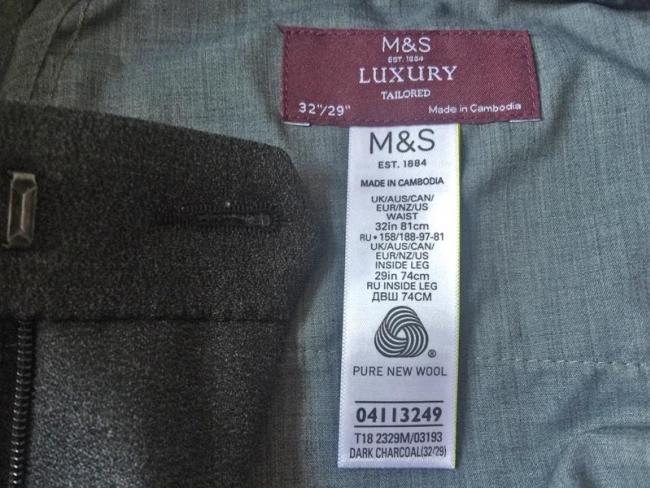 M&S
EST. 1884
LUXURY
TAILORED
32"/29" Made in Cambodia
M&S
EST. 1884
MADE IN CAMBODIA
UK/AUS/CAN/
EUR/NZ/US
WAIST
32in 81cm
RU•158/188-97-81
UK/AUS/CAN/
EUR/NZ/US
INSIDE LEG
29in 74cm
RU INSIDE LEG
ДВШ 74СМ
®
PURE NEW WOOL
04113249
T18 2329M/03193
DARK CHARCOAL(32/29)